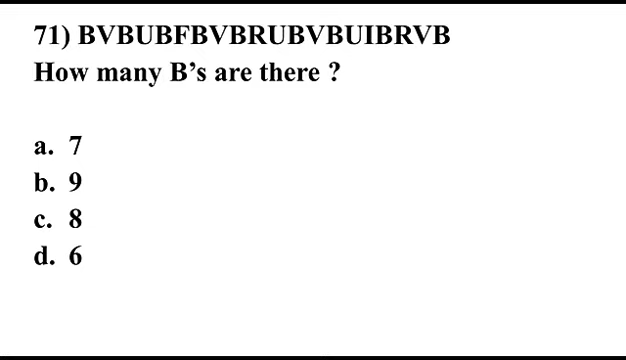 71) BVBUBFBVBRUBVBUIBRVB
How many B’s are there ?
a. 7
b. 9
c. 8
d. 6